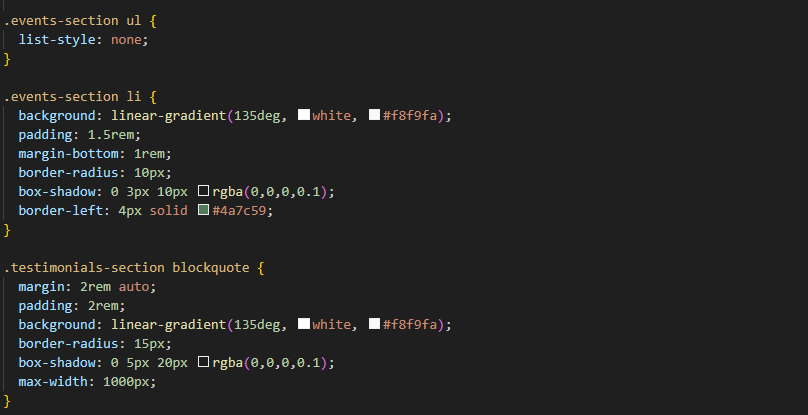 .events-section ul {
  list-style: none;
}

.events-section li {
  background: linear-gradient(135deg, white, #f8f9fa);
  padding: 1.5rem;
  margin-bottom: 1rem;
  border-radius: 10px;
  box-shadow: 0 3px 10px rgba(0,0,0,0.1);
  border-left: 4px solid #4a7c59;
}

.testimonials-section blockquote {
  margin: 2rem auto;
  padding: 2rem;
  background: linear-gradient(135deg, white, #f8f9fa);
  border-radius: 15px;
  box-shadow: 0 5px 20px rgba(0,0,0,0.1);
  max-width: 1000px;
}